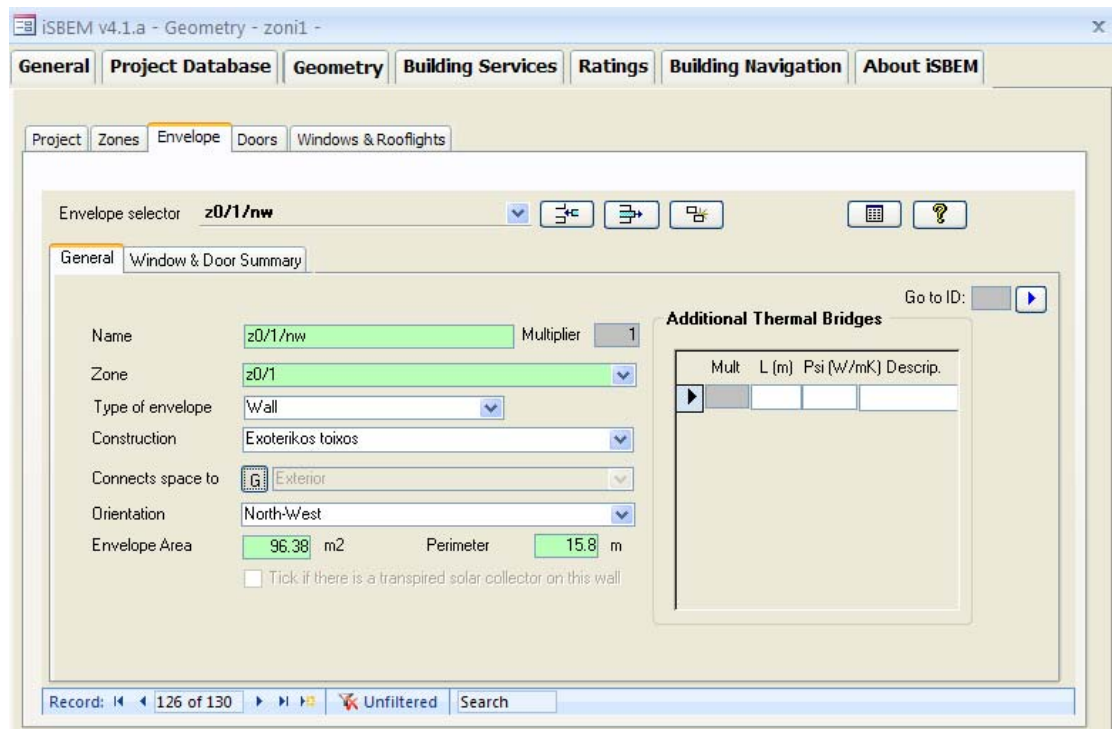 iSBEM v4.1.a - Geometry - zoni1 -
x
General Project Database Geometry Building Services Ratings Building Navigation About iSBEM
Project Zones Envelope Doors Windows & Rooflights
Envelope selector z0/1/nw
General Window & Door Summary
Go to ID:
Name z0/1/nw Multiplier 1
Additional Thermal Bridges
Zone z0/1
Mult L (m) Psi (W/mK) Descrip.
Type of envelope Wall
Construction Exoterikos toixos
Connects space to G Exterior
Orientation North-West
Envelope Area 96.38 m2 Perimeter 15.8 m
Tick if there is a transpired solar collector on this wall
Record: 126 of 130 Unfiltered Search